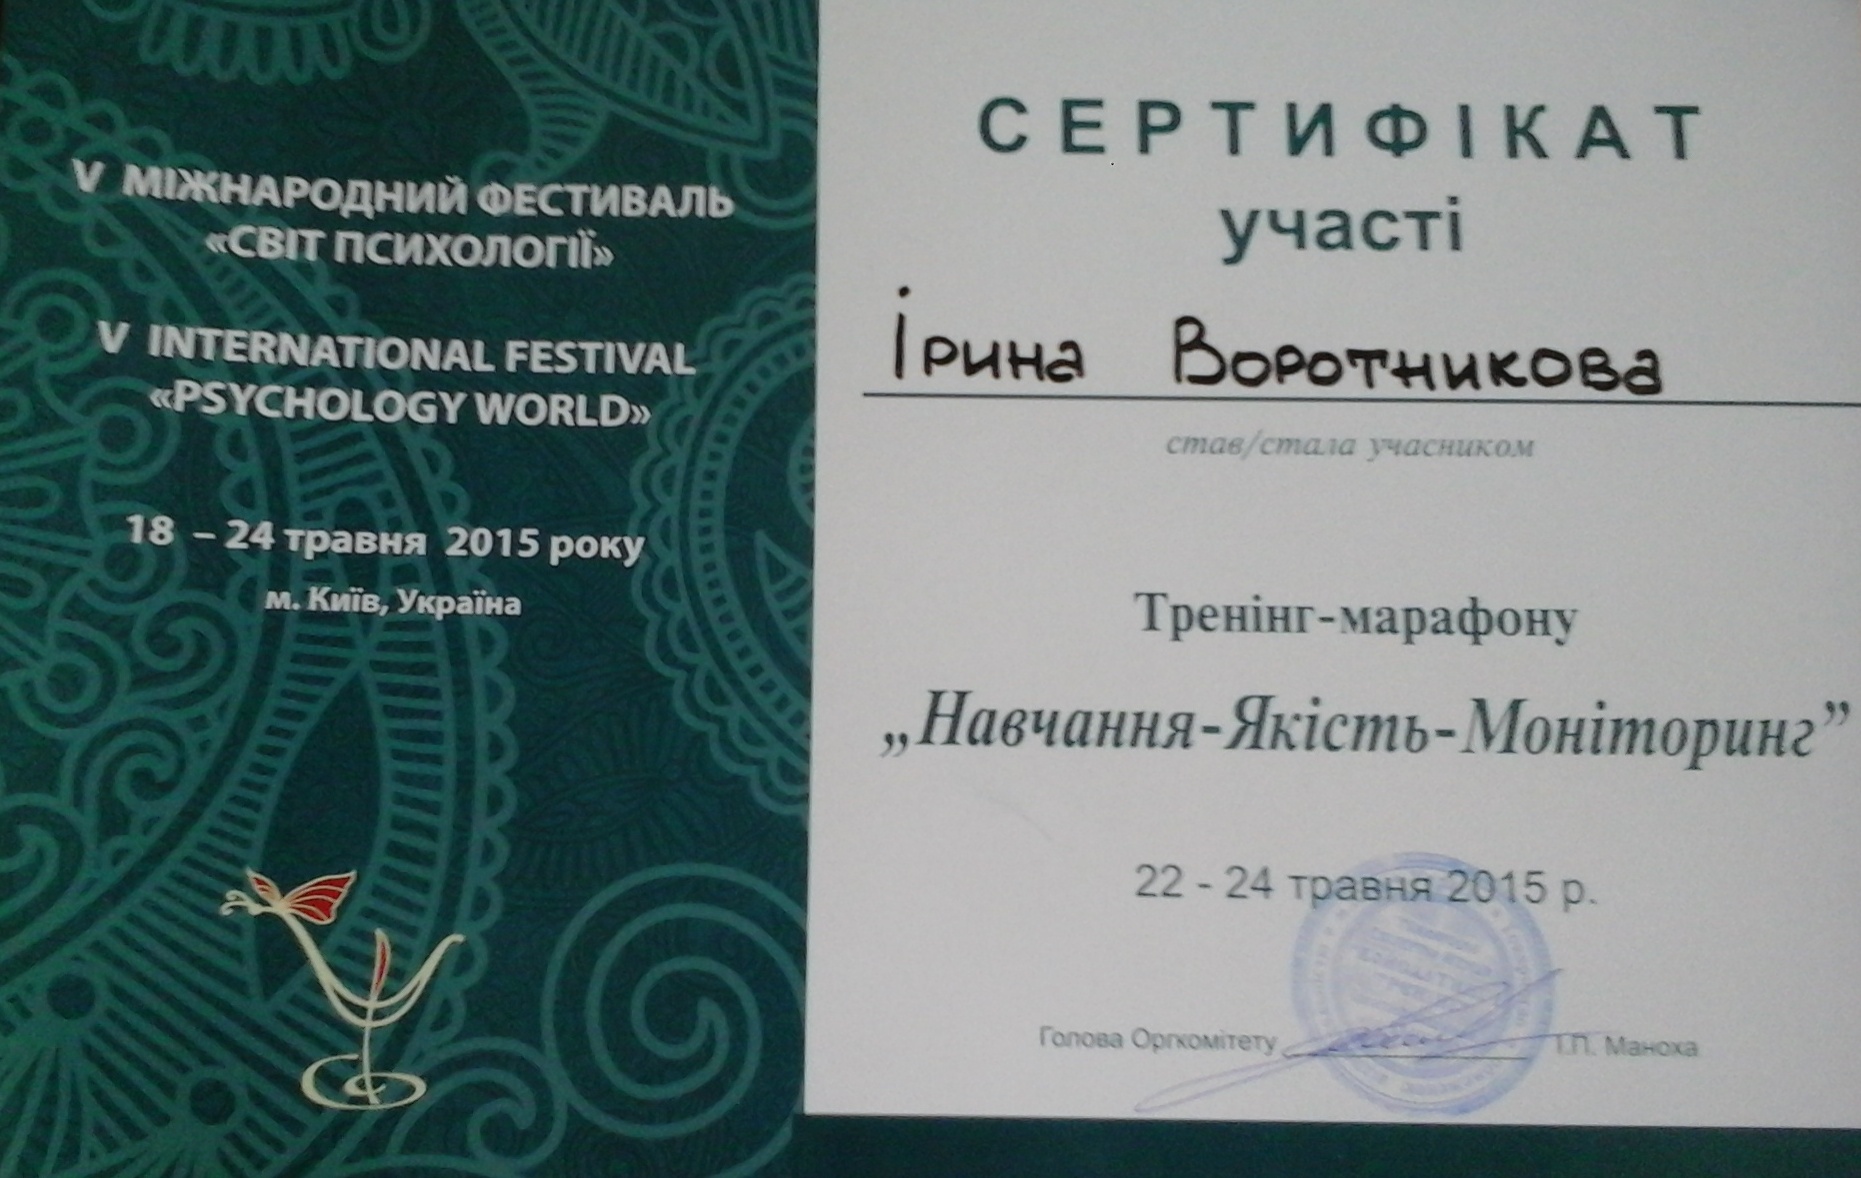 V МІЖНАРОДНИЙ ФЕСТИВАЛЬ
«СВІТ ПСИХОЛОГІЇ»
V INTERNATIONAL FESTIVAL
«PSYCHOLOGY WORLD»
18 – 24 травня 2015 року
м. Київ, Україна
СЕРТИФІКАТ
участі
Ірина Воротникова
став/стала учасником
Тренінг-марафону
„Навчання-Якість-Моніторинг”
22 - 24 травня 2015 р.
Голова Оргкомітету І.П. Маноха